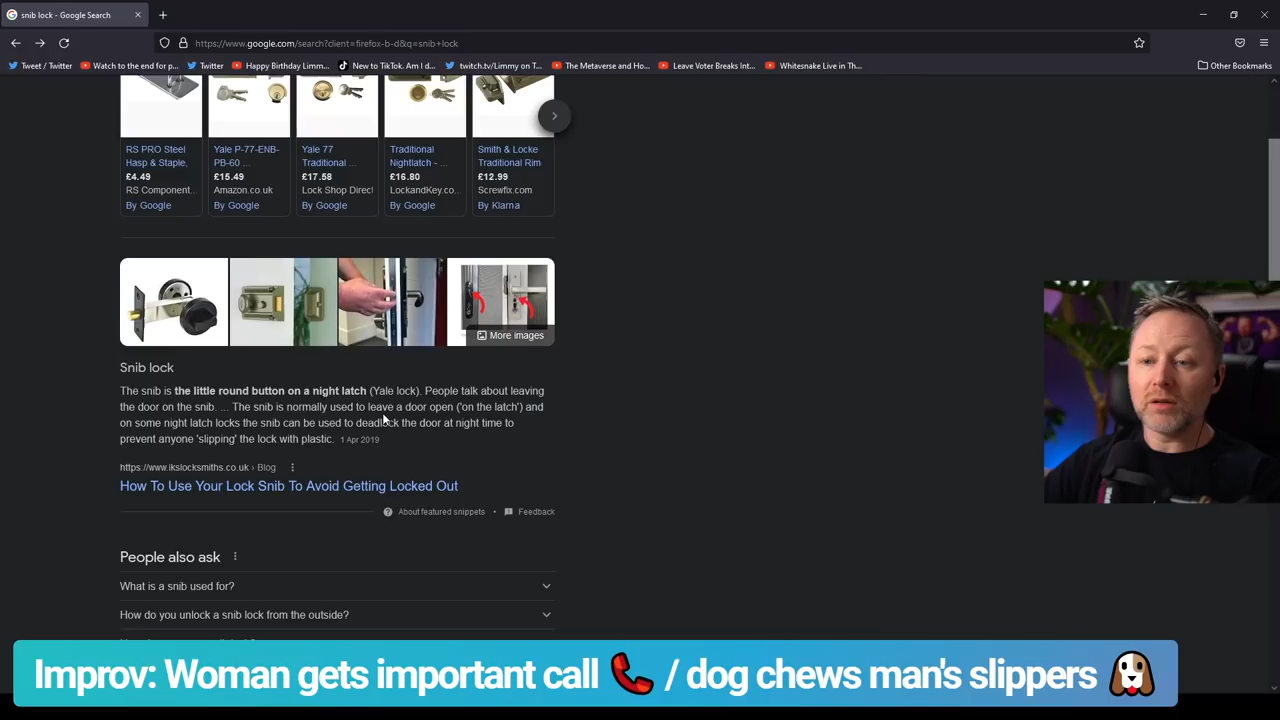 snib lock - Google Search
https://www.google.com/search?client=firefox-b-d&q=snib+lock
Tweet / Twitter
Watch to the end for p...
Twitter
Happy Birthday Limm...
New to TikTok. Am I d...
twitch.tv/Limmy on T...
The Metaverse and Ho...
Leave Voter Breaks Int...
Whitesnake Live in Th...
Other Bookmarks
RS PRO Steel Hasp & Staple,
£4.49
RS Component...
By Google
Yale P-77-ENB-PB-60 ...
£15.49
Amazon.co.uk
By Google
Yale 77 Traditional ...
£17.58
Lock Shop Direct
By Google
Traditional Nightlatch - ...
£16.80
LockandKey.co...
By Google
Smith & Locke Traditional Rim
£12.99
Screwfix.com
By Klarna
More images
Snib lock
The snib is the little round button on a night latch (Yale lock). People talk about leaving
the door on the snib. ... The snib is normally used to leave a door open ('on the latch') and
on some night latch locks the snib can be used to deadlock the door at night time to
prevent anyone 'slipping' the lock with plastic. 1 Apr 2019
https://www.ikslocksmiths.co.uk › Blog
How To Use Your Lock Snib To Avoid Getting Locked Out
About featured snippets • Feedback
People also ask
What is a snib used for?
How do you unlock a snib lock from the outside?
Improv: Woman gets important call 📞 / dog chews man's slippers 🐶